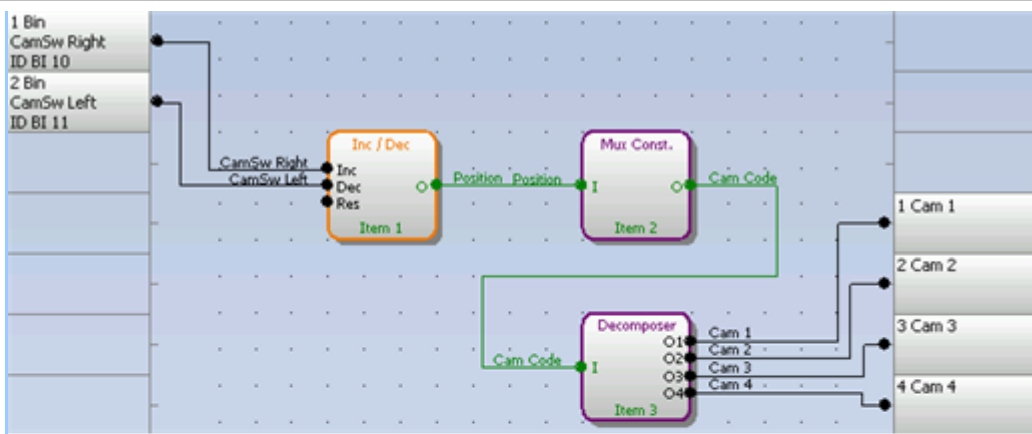 1 Bin
CamSw Right
ID BI 10
2 Bin
CamSw Left
ID BI 11
Inc / Dec
CamSw Right
Inc
CamSw Left
Dec
Res
O
Item 1
Position Position
Mux Const.
I
O
Item 2
Cam Code
Cam Code
Decomposer
I
O1
O2
O3
O4
Item 3
Cam 1
Cam 2
Cam 3
Cam 4
1 Cam 1
2 Cam 2
3 Cam 3
4 Cam 4